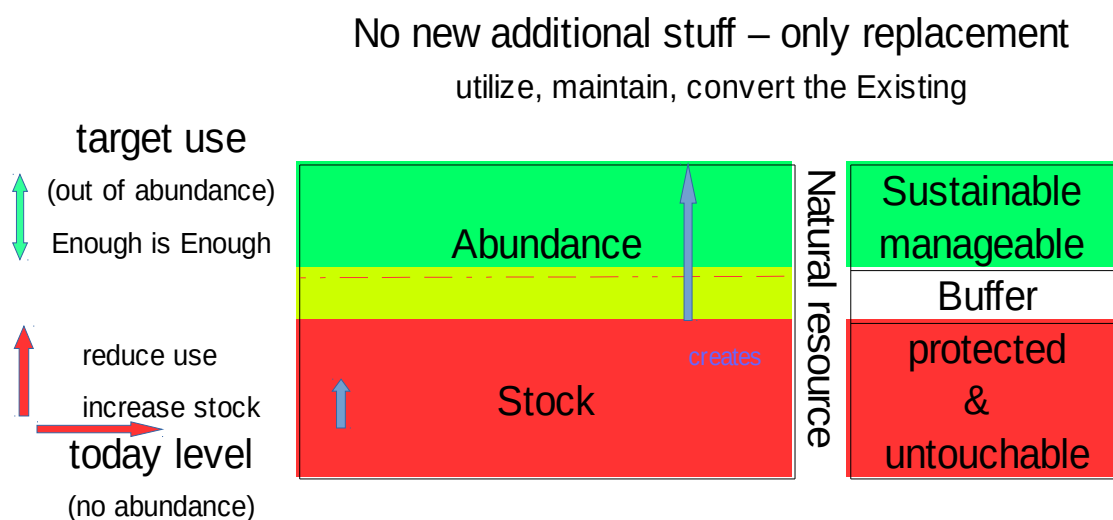 No new additional stuff – only replacement
utilize, maintain, convert the Existing
target use
(out of abundance)
Enough is Enough
reduce use
increase stock
today level
(no abundance)
Abundance
creates
Stock
Natural resource
Sustainable
manageable
Buffer
protected
&
untouchable